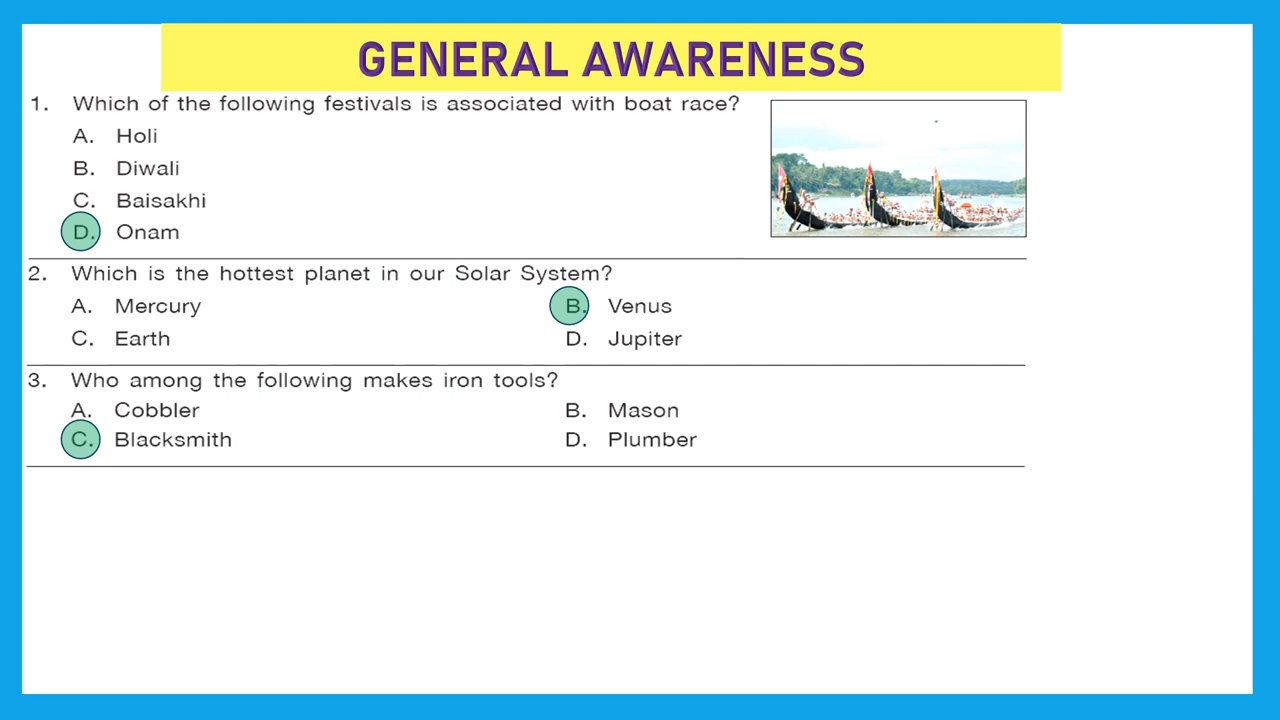 GENERAL AWARENESS
1. Which of the following festivals is associated with boat race?
A. Holi
B. Diwali
C. Baisakhi
D. Onam
2. Which is the hottest planet in our Solar System?
A. Mercury B. Venus
C. Earth D. Jupiter
3. Who among the following makes iron tools?
A. Cobbler B. Mason
C. Blacksmith D. Plumber